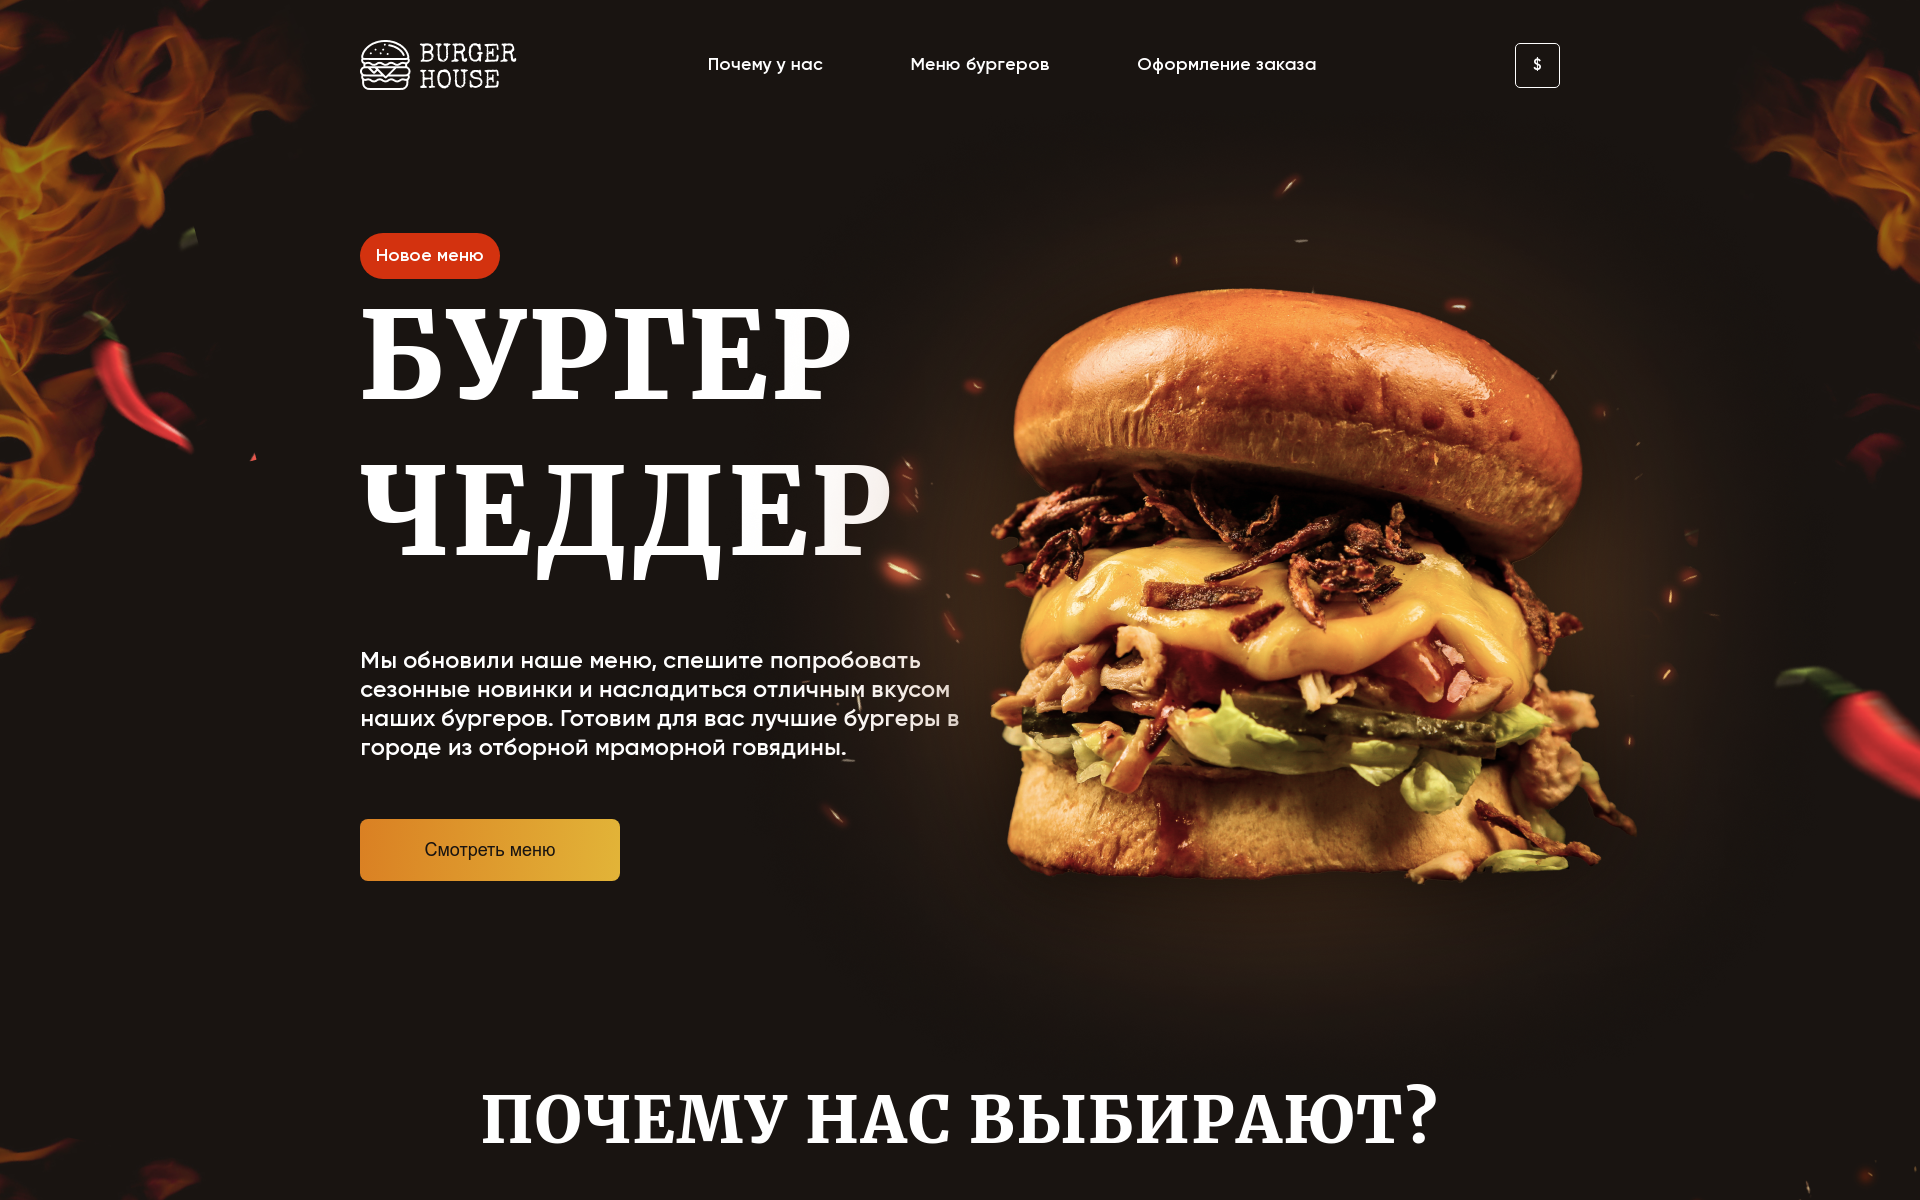 BURGER
HOUSE
Почему у нас
Меню бургеров
Оформление заказа
$
Новое меню
БУРГЕР
ЧЕДДЕР
Мы обновили наше меню, спешите попробовать
сезонные новинки и насладиться отличным вкусом
наших бургеров. Готовим для вас лучшие бургеры в
городе из отборной мраморной говядины.
Смотреть меню
ПОЧЕМУ НАС ВЫБИРАЮТ?